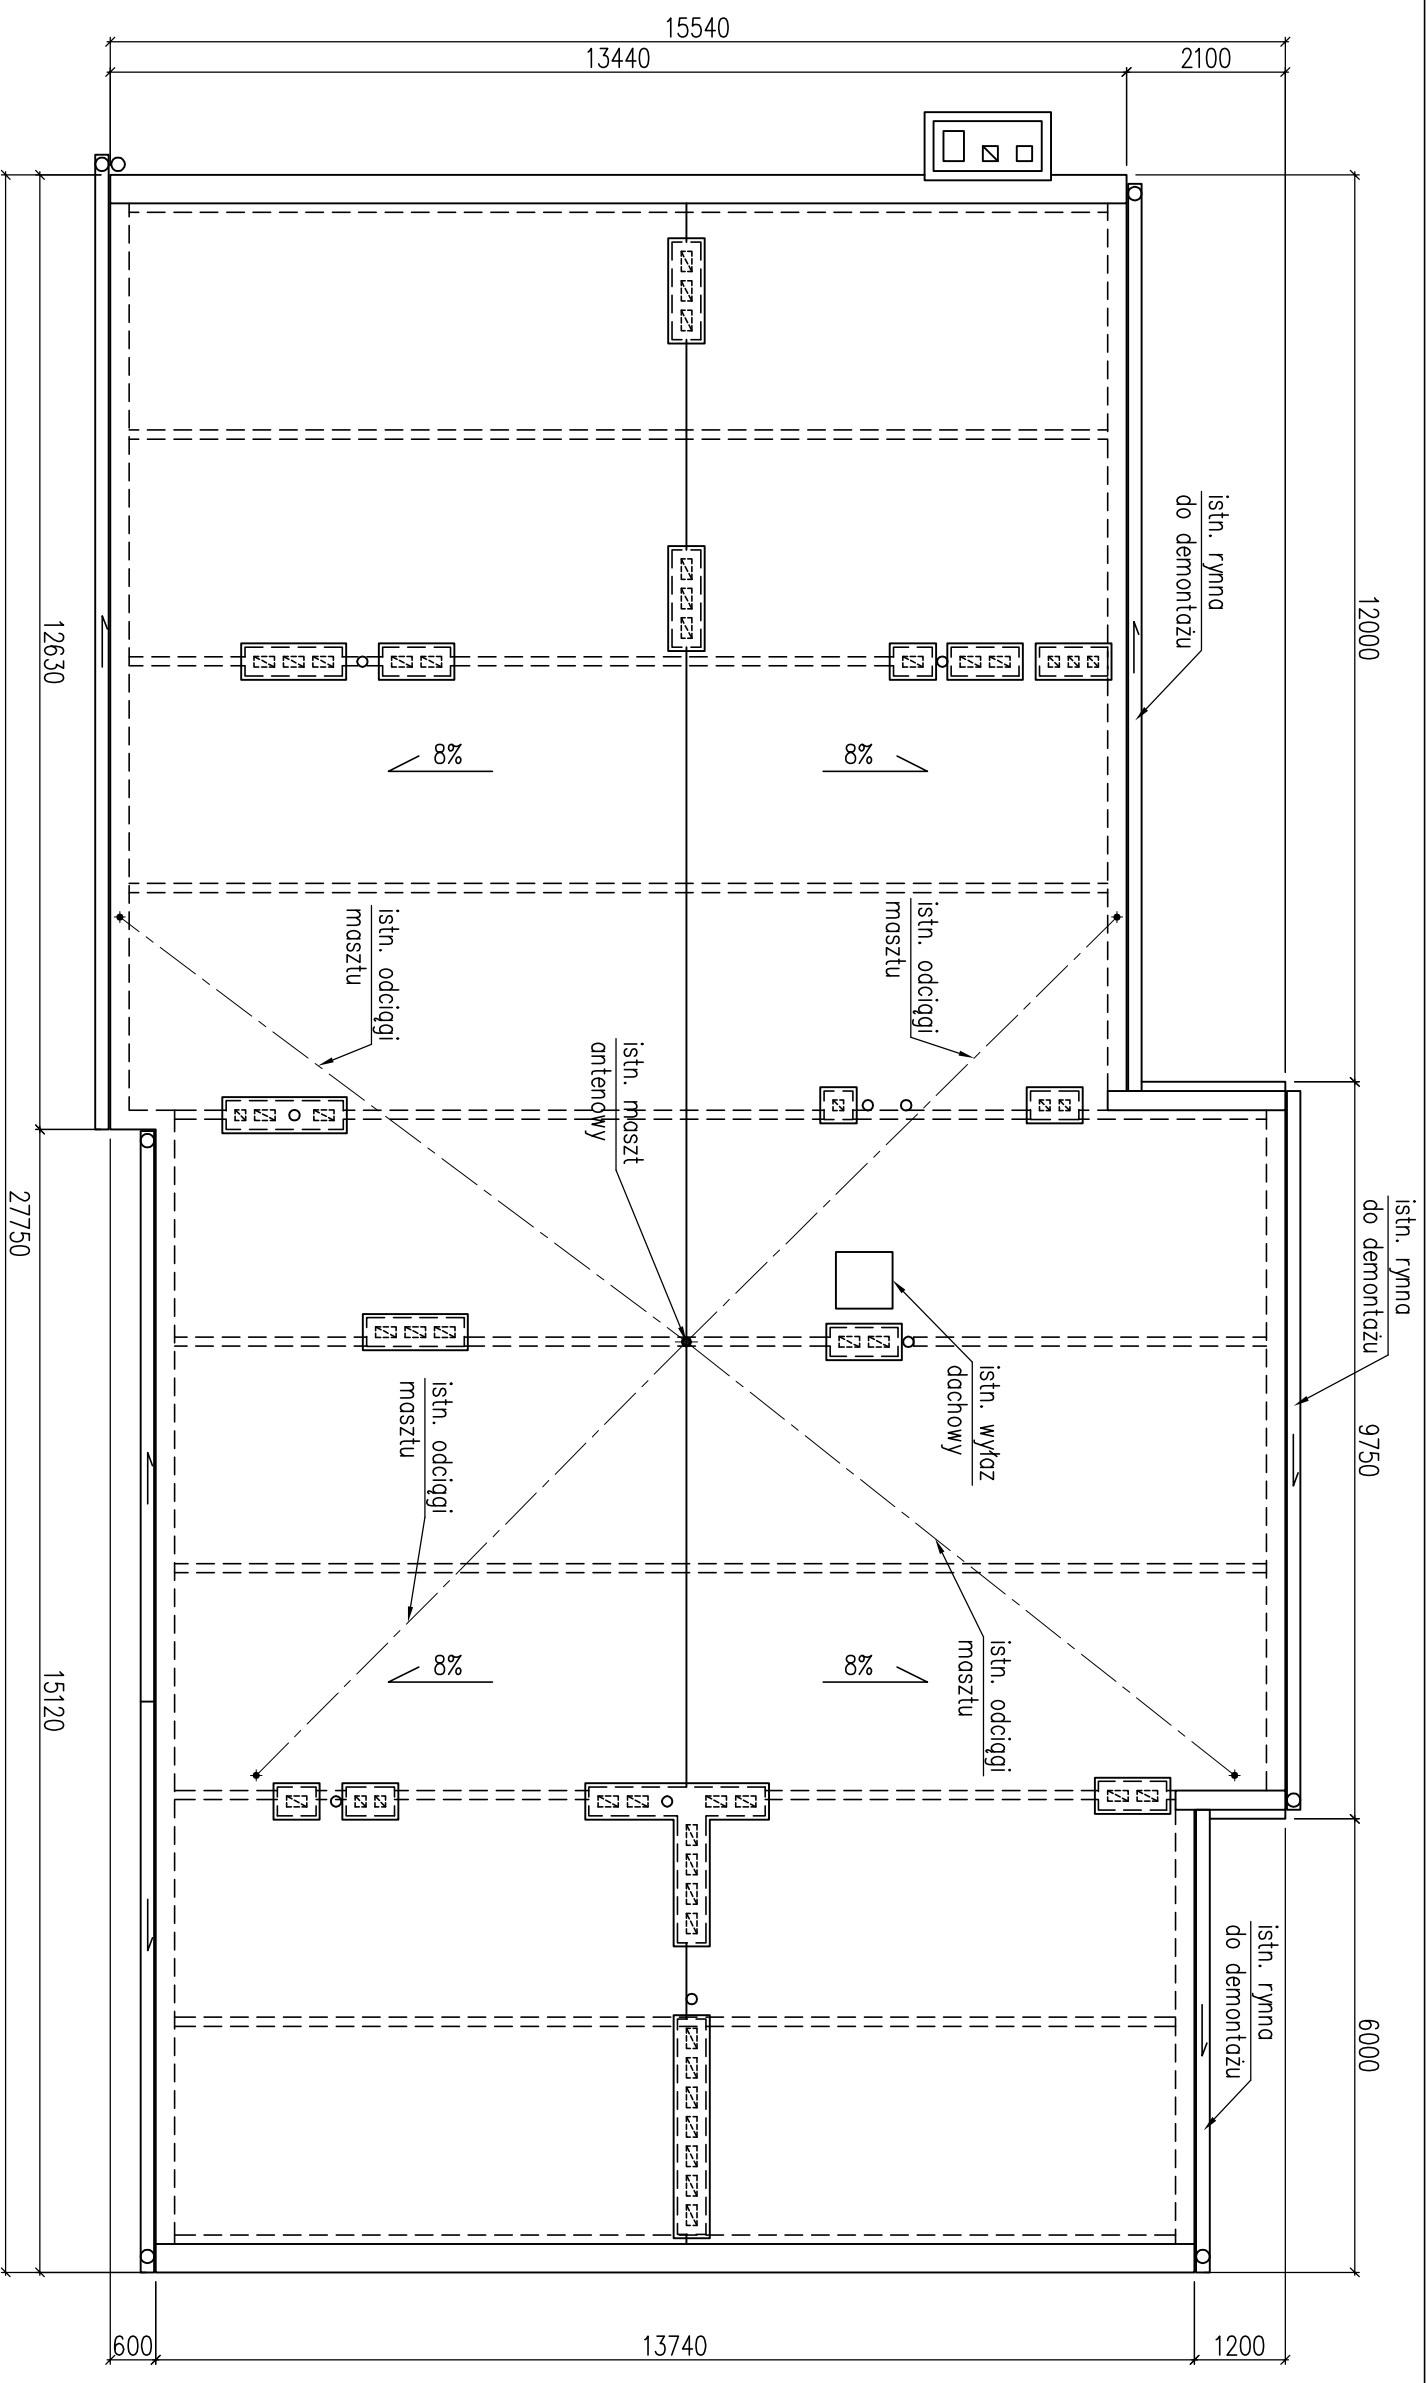 15540
13440
2100
istn. rynna
do demontażu
12000
12630
8%
8%
istn. odciągi
masztu
istn. odciągi
masztu
istn. maszt
antenowy
istn. rynna
do demontażu
27750
9750
istn. wyłaz
dachowy
istn. odciągi
masztu
istn. odciągi
masztu
8%
8%
15120
istn. rynna
do demontażu
6000
600
13740
1200